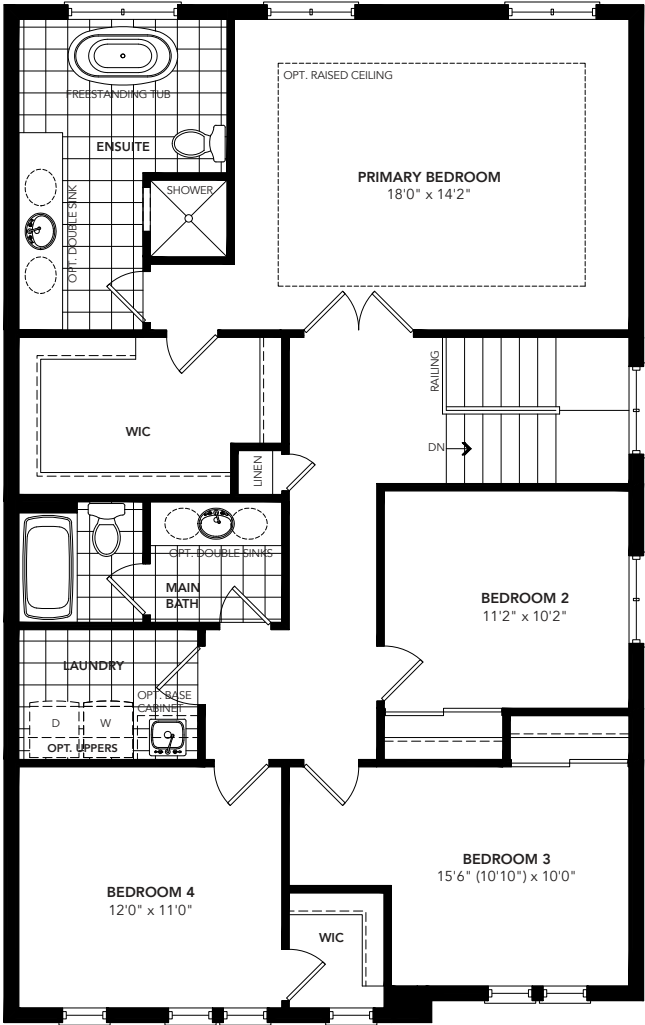 FREESTANDING TUB
ENSUITE
SHOWER
OPT. DOUBLE SINK
OPT. RAISED CEILING
PRIMARY BEDROOM
18'0" x 14'2"
WIC
LINEN
RAILING
DN
OPT. DOUBLE SINKS
MAIN
BATH
BEDROOM 2
11'2" x 10'2"
LAUNDRY
OPT. BASE
CABINET
D
W
OPT. UPPERS
BEDROOM 3
15'6" (10'10") x 10'0"
BEDROOM 4
12'0" x 11'0"
WIC